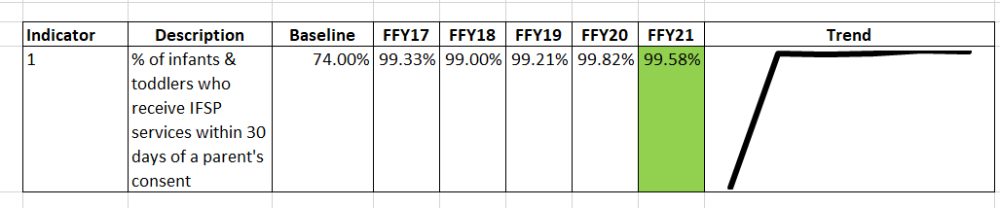 Indicator Description Baseline FFY17 FFY18 FFY19 FFY20 FFY21 Trend
1 % of infants & 74.00% 99.33% 99.00% 99.21% 99.82% 99.58%
toddlers who
receive IFSP
services within 30
days of a parent's
consent